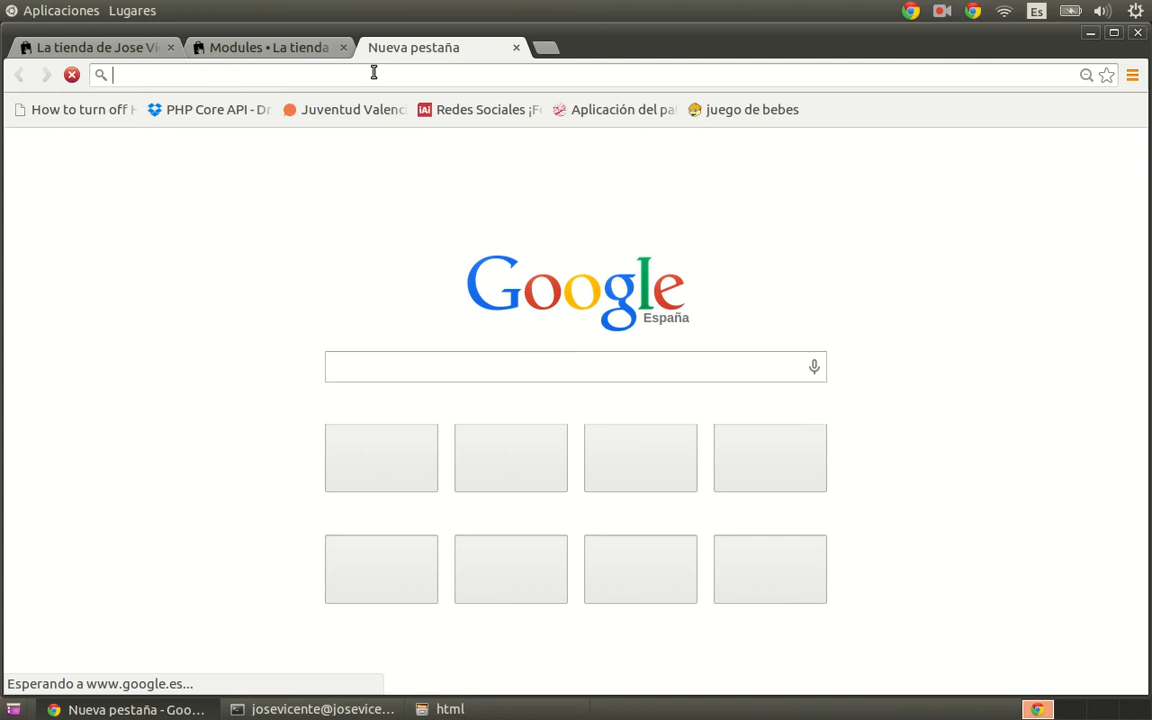 Aplicaciones Lugares
Es
La tienda de Jose Vi
Modules • La tienda
Nueva pestaña
How to turn off
PHP Core API - Dr
Juventud Valenc
Redes Sociales ¡F
Aplicación del pa
juego de bebes
Google
España
Esperando a www.google.es...
Nueva pestaña - Goo...
josevicente@josevice...
html